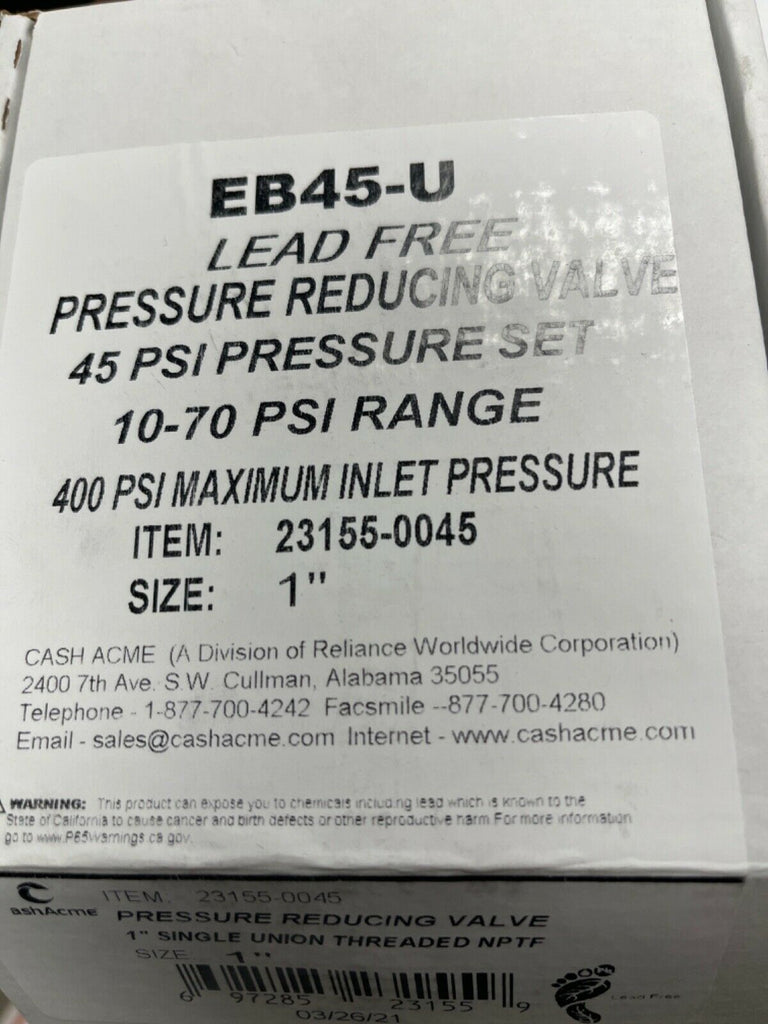 EB45-U
LEAD FREE
PRESSURE REDUCING VALVE
45 PSI PRESSURE SET
10-70 PSI RANGE
400 PSI MAXIMUM INLET PRESSURE
ITEM: 23155-0045
SIZE: 1"
CASH ACME (A Division of Reliance Worldwide Corporation)
2400 7th Ave. S.W. Cullman, Alabama 35055
Telephone - 1-877-700-4242 Facsmile --877-700-4280
Email - sales@cashacme.com Internet - www.cashacme.com
WARNING: This product can expose you to chemicals including lead which is known to the
State of California to cause cancer and birth defects or other reproductive harm For more information
go to www.P65Warnings.ca.gov.
ITEM. 23155-0045
ashAcme PRESSURE REDUCING VALVE
1" SINGLE UNION THREADED NPTF
SIZE 1"
6 97285 23155 9
Lead Free
03/26/21